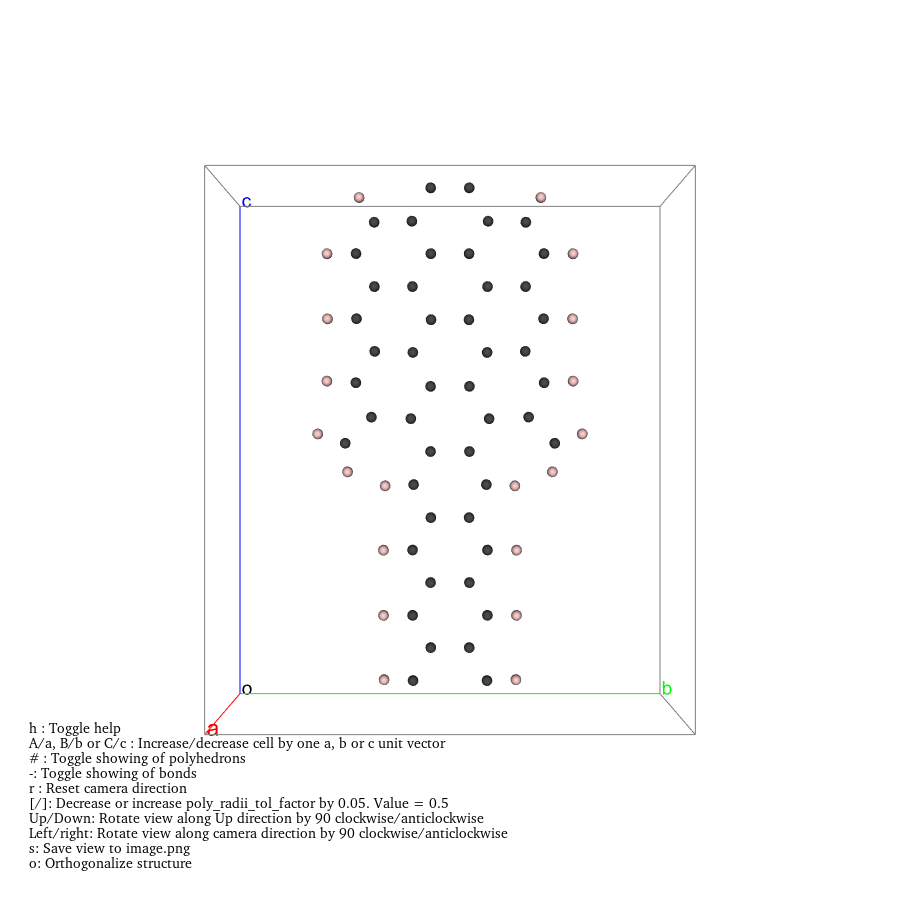 c
o
b
a
h : Toggle help
A/a, B/b or C/c : Increase/decrease cell by one a, b or c unit vector
# : Toggle showing of polyhedrons
-: Toggle showing of bonds
r : Reset camera direction
[/]: Decrease or increase poly_radii_tol_factor by 0.05. Value = 0.5
Up/Down: Rotate view along Up direction by 90 clockwise/anticlockwise
Left/right: Rotate view along camera direction by 90 clockwise/anticlockwise
s: Save view to image.png
o: Orthogonalize structure